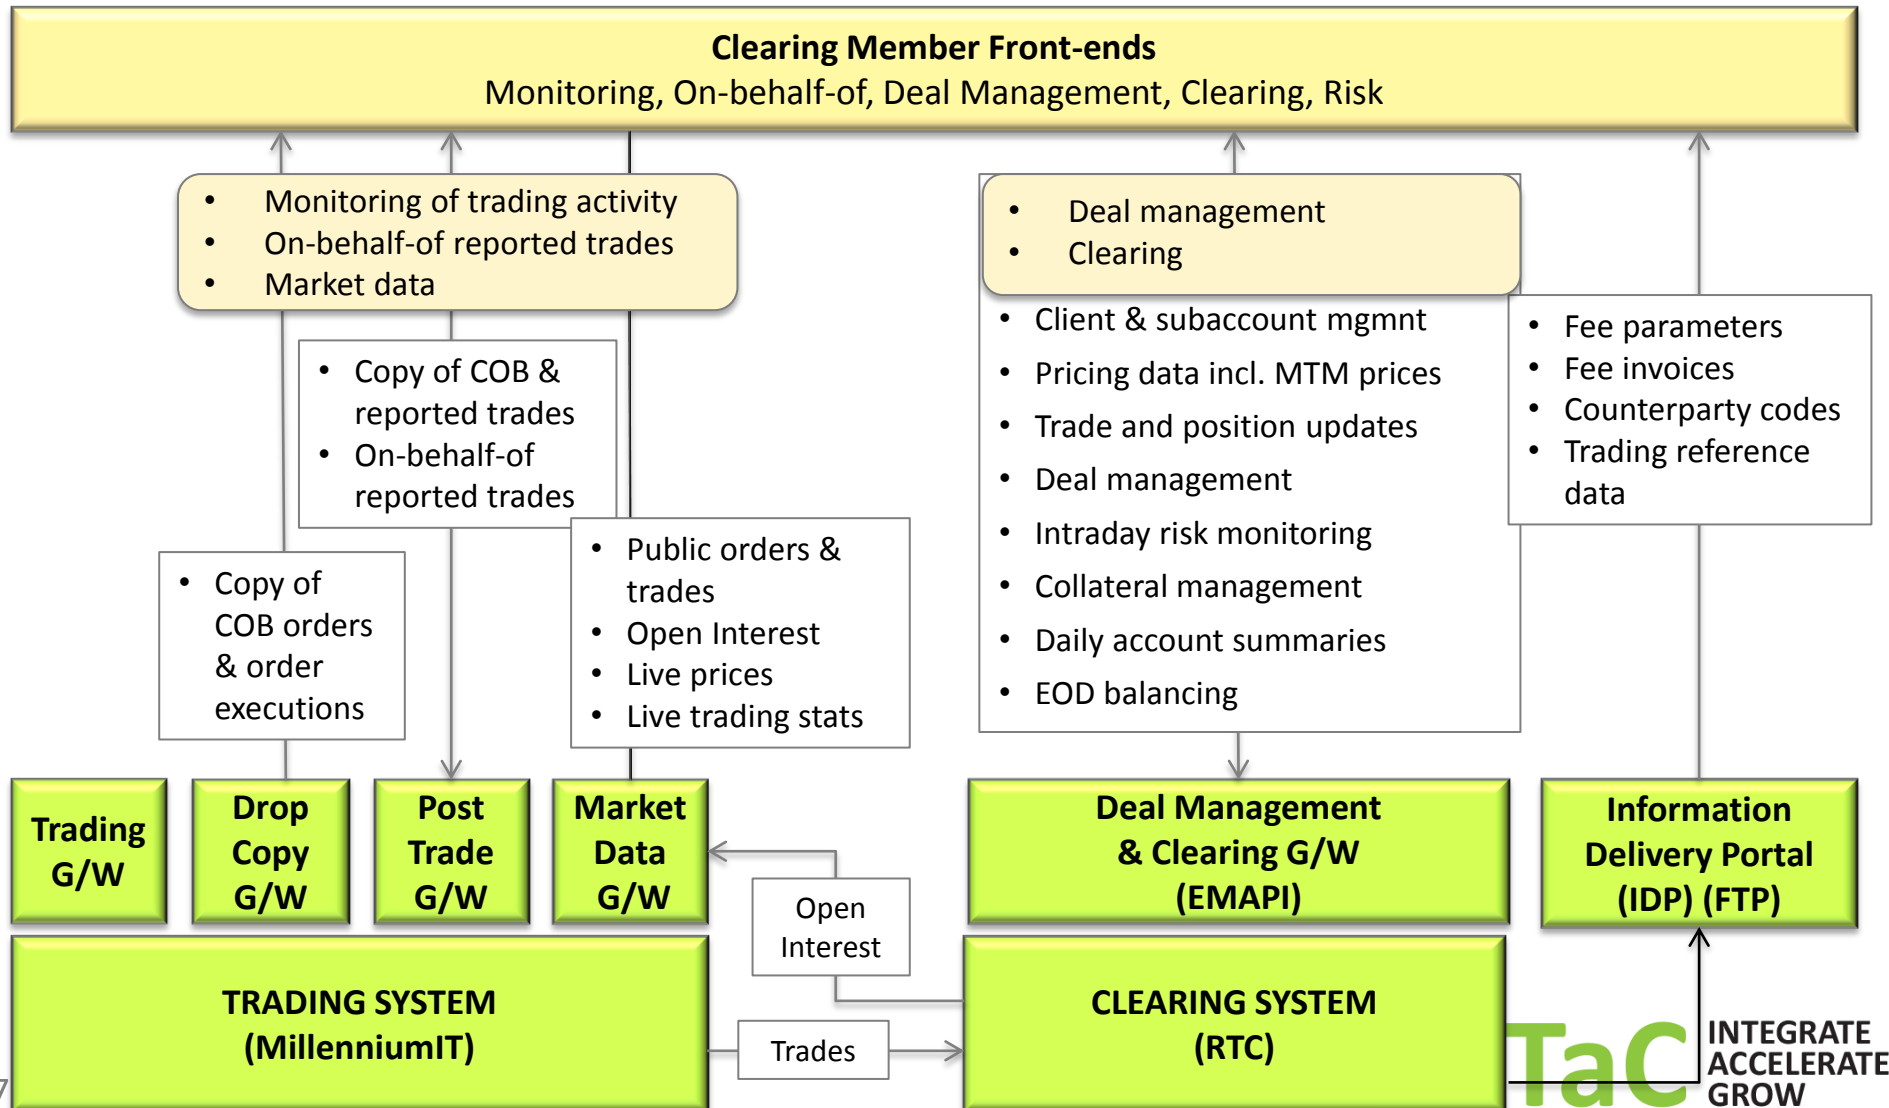 Clearing Member Front-ends
Monitoring, On-behalf-of, Deal Management, Clearing, Risk
• Monitoring of trading activity
• On-behalf-of reported trades
• Market data
• Deal management
• Clearing
• Client & subaccount mgmnt
• Pricing data incl. MTM prices
• Trade and position updates
• Deal management
• Intraday risk monitoring
• Collateral management
• Daily account summaries
• EOD balancing
• Fee parameters
• Fee invoices
• Counterparty codes
• Trading reference
data
• Copy of COB &
reported trades
• On-behalf-of
reported trades
• Copy of
COB orders
& order
executions
• Public orders &
trades
• Open Interest
• Live prices
• Live trading stats
Trading
G/W
Drop
Copy
G/W
Post
Trade
G/W
Market
Data
G/W
Deal Management
& Clearing G/W
(EMAPI)
Information
Delivery Portal
(IDP) (FTP)
Open
Interest
TRADING SYSTEM
(MillenniumIT)
Trades
CLEARING SYSTEM
(RTC)
TaC
INTEGRATE
ACCELERATE
GROW